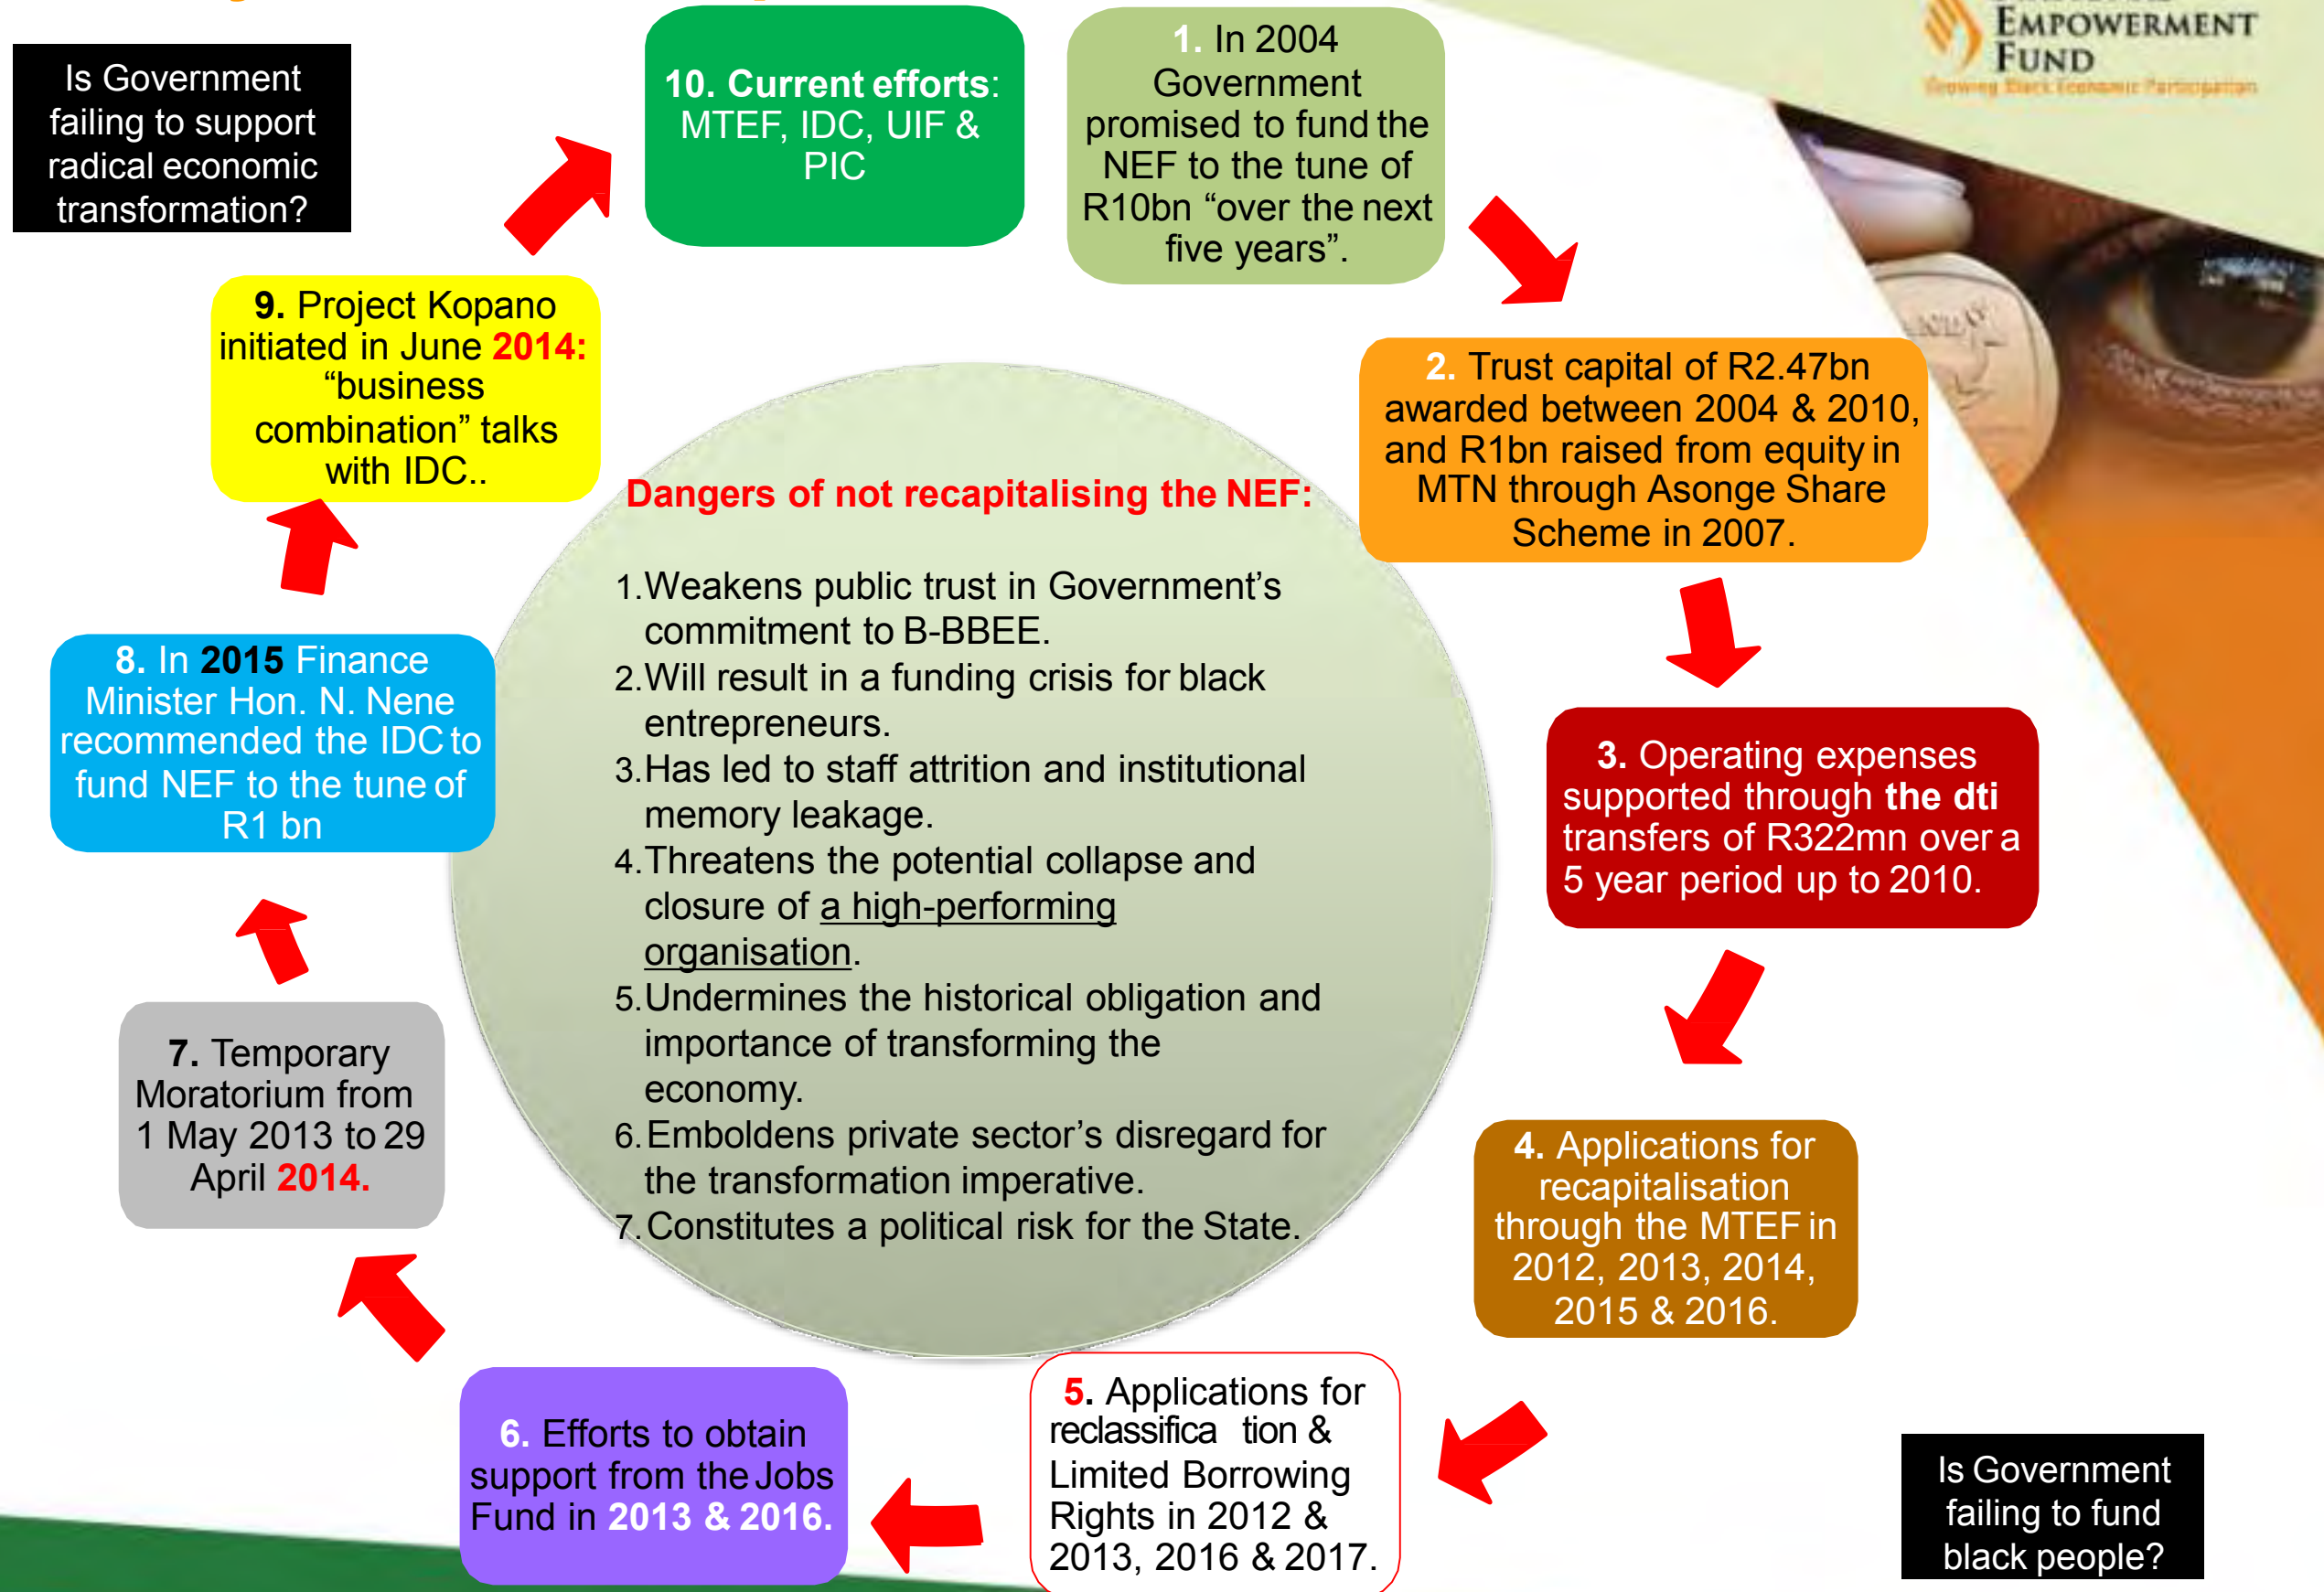 EMPOWERMENT
FUND
Growing Black Economic Participation
Is Government
failing to support
radical economic
transformation?
10. Current efforts:
MTEF, IDC, UIF &
PIC
1. In 2004
Government
promised to fund the
NEF to the tune of
R10bn “over the next
five years”.
2. Trust capital of R2.47bn
awarded between 2004 & 2010,
and R1bn raised from equity in
MTN through Asonge Share
Scheme in 2007.
3. Operating expenses
supported through the dti
transfers of R322mn over a
5 year period up to 2010.
4. Applications for
recapitalisation
through the MTEF in
2012, 2013, 2014,
2015 & 2016.
5. Applications for
reclassifica tion &
Limited Borrowing
Rights in 2012 &
2013, 2016 & 2017.
6. Efforts to obtain
support from the Jobs
Fund in 2013 & 2016.
7. Temporary
Moratorium from
1 May 2013 to 29
April 2014.
8. In 2015 Finance
Minister Hon. N. Nene
recommended the IDC to
fund NEF to the tune of
R1 bn
9. Project Kopano
initiated in June 2014:
“business
combination” talks
with IDC..
Dangers of not recapitalising the NEF:
1.Weakens public trust in Government’s
commitment to B-BBEE.
2.Will result in a funding crisis for black
entrepreneurs.
3.Has led to staff attrition and institutional
memory leakage.
4.Threatens the potential collapse and
closure of a high-performing
organisation.
5.Undermines the historical obligation and
importance of transforming the
economy.
6.Emboldens private sector’s disregard for
the transformation imperative.
7.Constitutes a political risk for the State.
Is Government
failing to fund
black people?